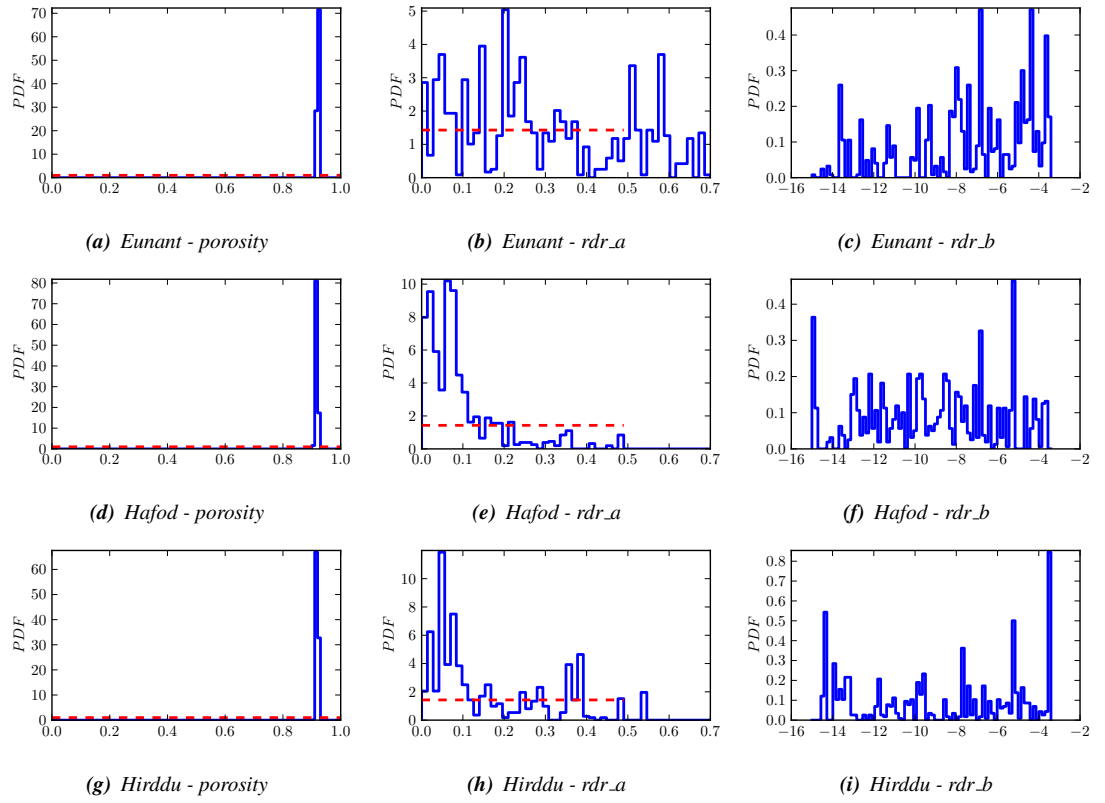 70
60
50
40
30
20
10
0
PDF
0.0 0.2 0.4 0.6 0.8 1.0
(a) Eunant - porosity
5
4
3
2
1
0
PDF
0.0 0.1 0.2 0.3 0.4 0.5 0.6 0.7
(b) Eunant - rdr_a
0.4
0.3
0.2
0.1
0.0
PDF
−16 −14 −12 −10 −8 −6 −4 −2
(c) Eunant - rdr_b
80
70
60
50
40
30
20
10
0
PDF
0.0 0.2 0.4 0.6 0.8 1.0
(d) Hafod - porosity
10
8
6
4
2
0
PDF
0.0 0.1 0.2 0.3 0.4 0.5 0.6 0.7
(e) Hafod - rdr_a
0.4
0.3
0.2
0.1
0.0
PDF
−16 −14 −12 −10 −8 −6 −4 −2
(f) Hafod - rdr_b
60
50
40
30
20
10
0
PDF
0.0 0.2 0.4 0.6 0.8 1.0
(g) Hirddu - porosity
10
8
6
4
2
0
PDF
0.0 0.1 0.2 0.3 0.4 0.5 0.6 0.7
(h) Hirddu - rdr_a
0.8
0.7
0.6
0.5
0.4
0.3
0.2
0.1
0.0
PDF
−16 −14 −12 −10 −8 −6 −4 −2
(i) Hirddu - rdr_b